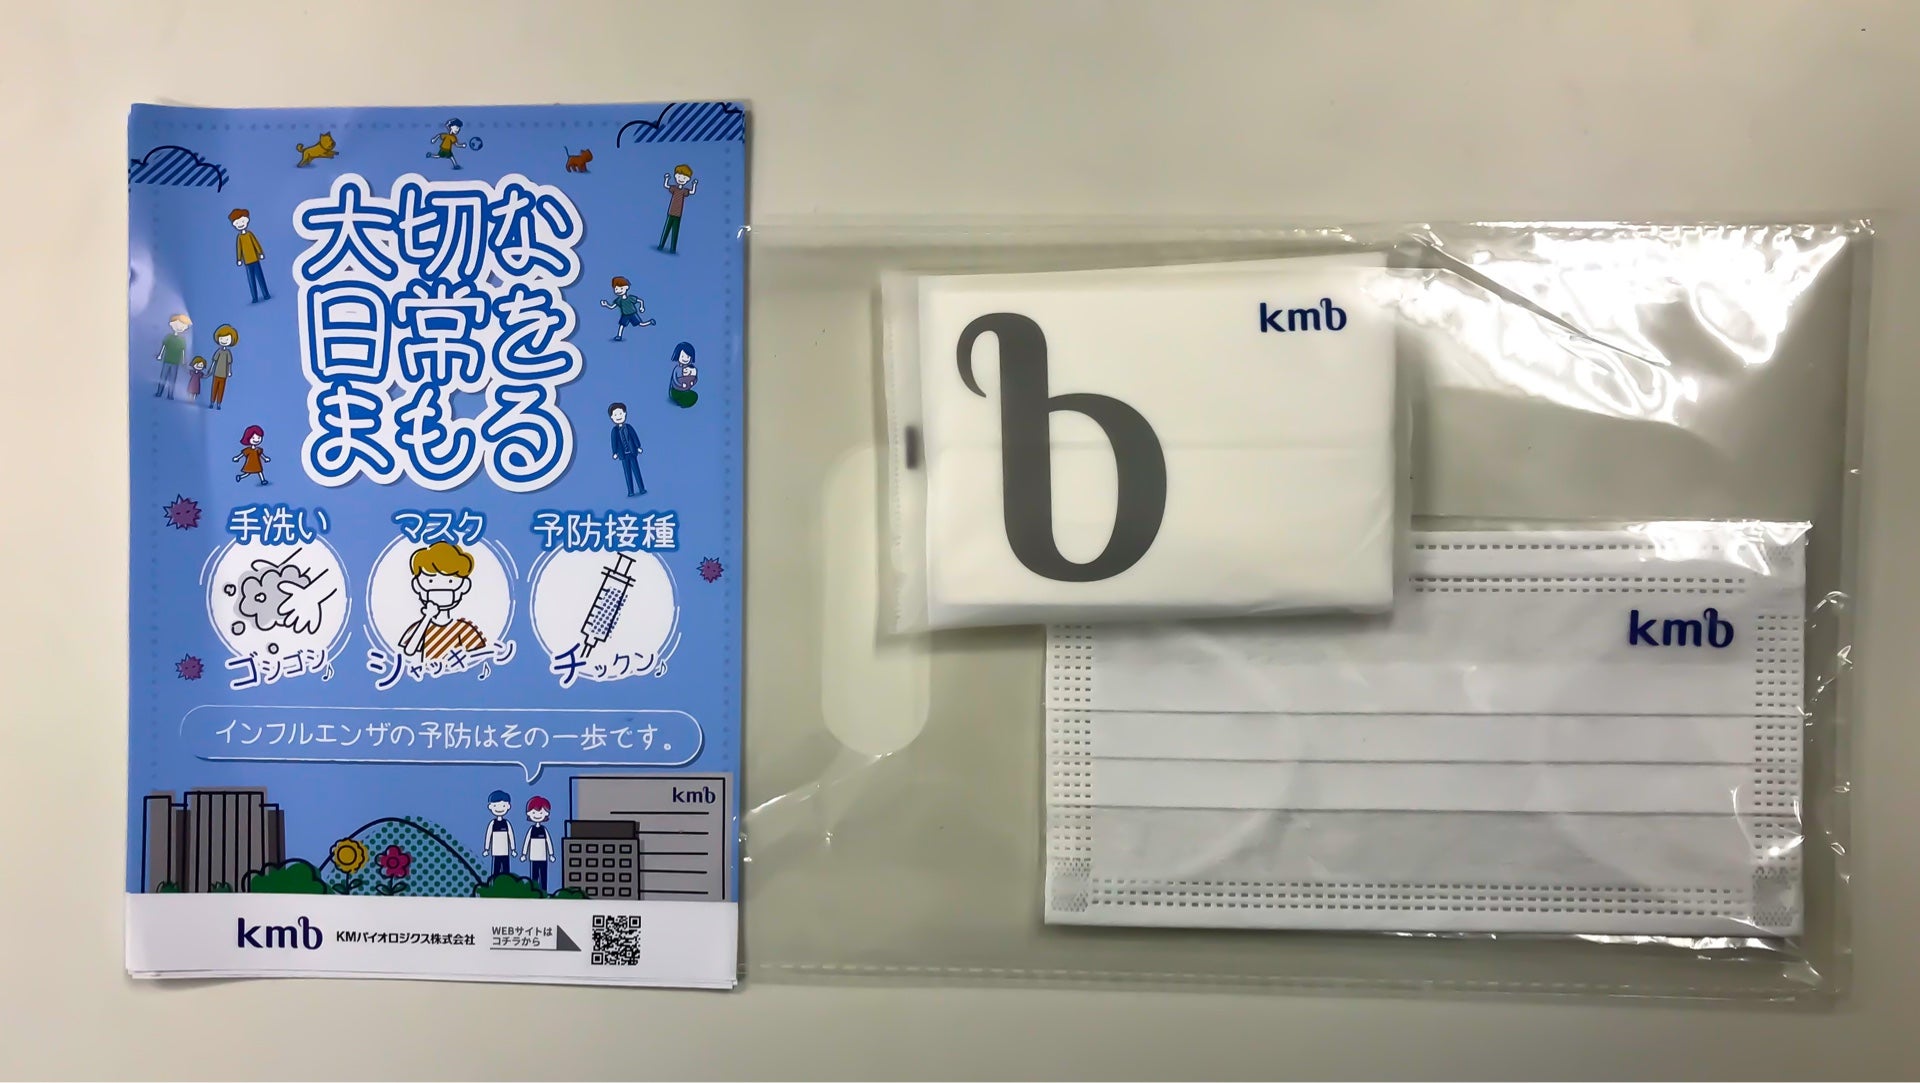 大切な
日常を
まもる
手洗い
マスク
予防接種
ゴシゴシ♪
シャッキーン♪
チックン♪
インフルエンザの予防はその一歩です。
kmb
kmb KMバイオロジクス株式会社
WEBサイトは
コチラから
b
kmb
kmb